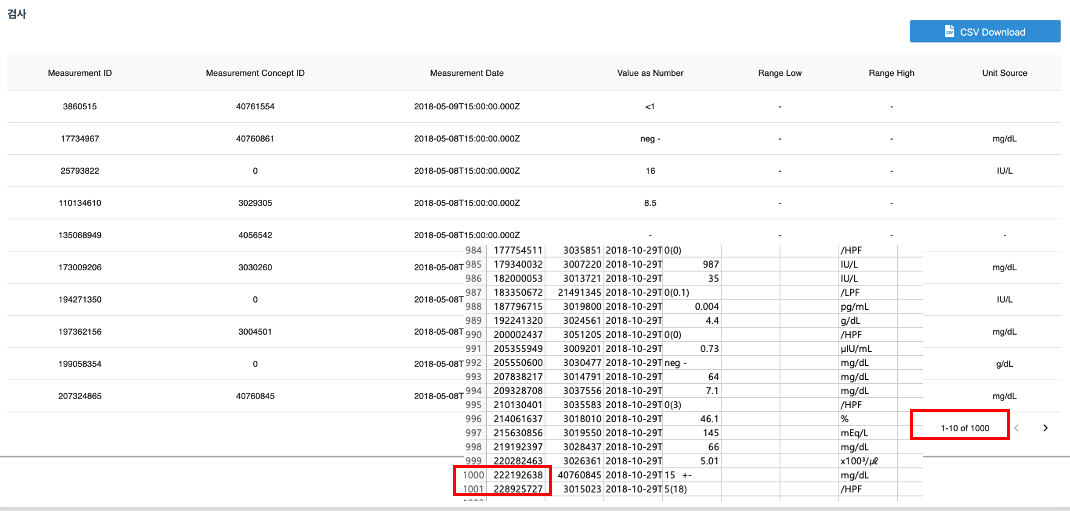 검사
CSV Download
Measurement ID Measurement Concept ID Measurement Date Value as Number Range Low Range High Unit Source
3860515 40761554 2018-05-09T15:00:00.000Z <1 - -
17734967 40760861 2018-05-08T15:00:00.000Z neg - - - mg/dL
25793822 0 2018-05-08T15:00:00.000Z 16 - - IU/L
110134610 3029305 2018-05-08T15:00:00.000Z 8.5 - -
135068949 4056542 2018-05-08T15:00:00.000Z - - - -
173009206 3030260 2018-05-08T mg/dL
194271350 0 2018-05-08T IU/L
197362156 3004501 2018-05-08T mg/dL
199058354 0 2018-05-08T g/dL
207324865 40760845 2018-05-08T mg/dL
1-10 of 1000
984 177754511 3035851 2018-10-29T 0(0) /HPF
985 179340032 3007220 2018-10-29T 987 IU/L
986 182000053 3013721 2018-10-29T 35 IU/L
987 183350672 21491345 2018-10-29T 0(0.1) /LPF
988 187796715 3019800 2018-10-29T 0.004 pg/mL
989 192241320 3024561 2018-10-29T 4.4 g/dL
990 200002437 3051205 2018-10-29T 0(0) /HPF
991 205355949 3009201 2018-10-29T 0.73 μIU/mL
992 205550600 3030477 2018-10-29T neg - mg/dL
993 207838217 3014791 2018-10-29T 64 mg/dL
994 209328708 3037556 2018-10-29T 7.1 mg/dL
995 210130401 3035583 2018-10-29T 0(3) /HPF
996 214061637 3018010 2018-10-29T 46.1 %
997 215630856 3019550 2018-10-29T 145 mEq/L
998 219192397 3028437 2018-10-29T 66 mg/dL
999 220282463 3026361 2018-10-29T 5.01 x100³/㎕
1000 222192638 40760845 2018-10-29T 15 +- mg/dL
1001 228925727 3015023 2018-10-29T 5(18) /HPF